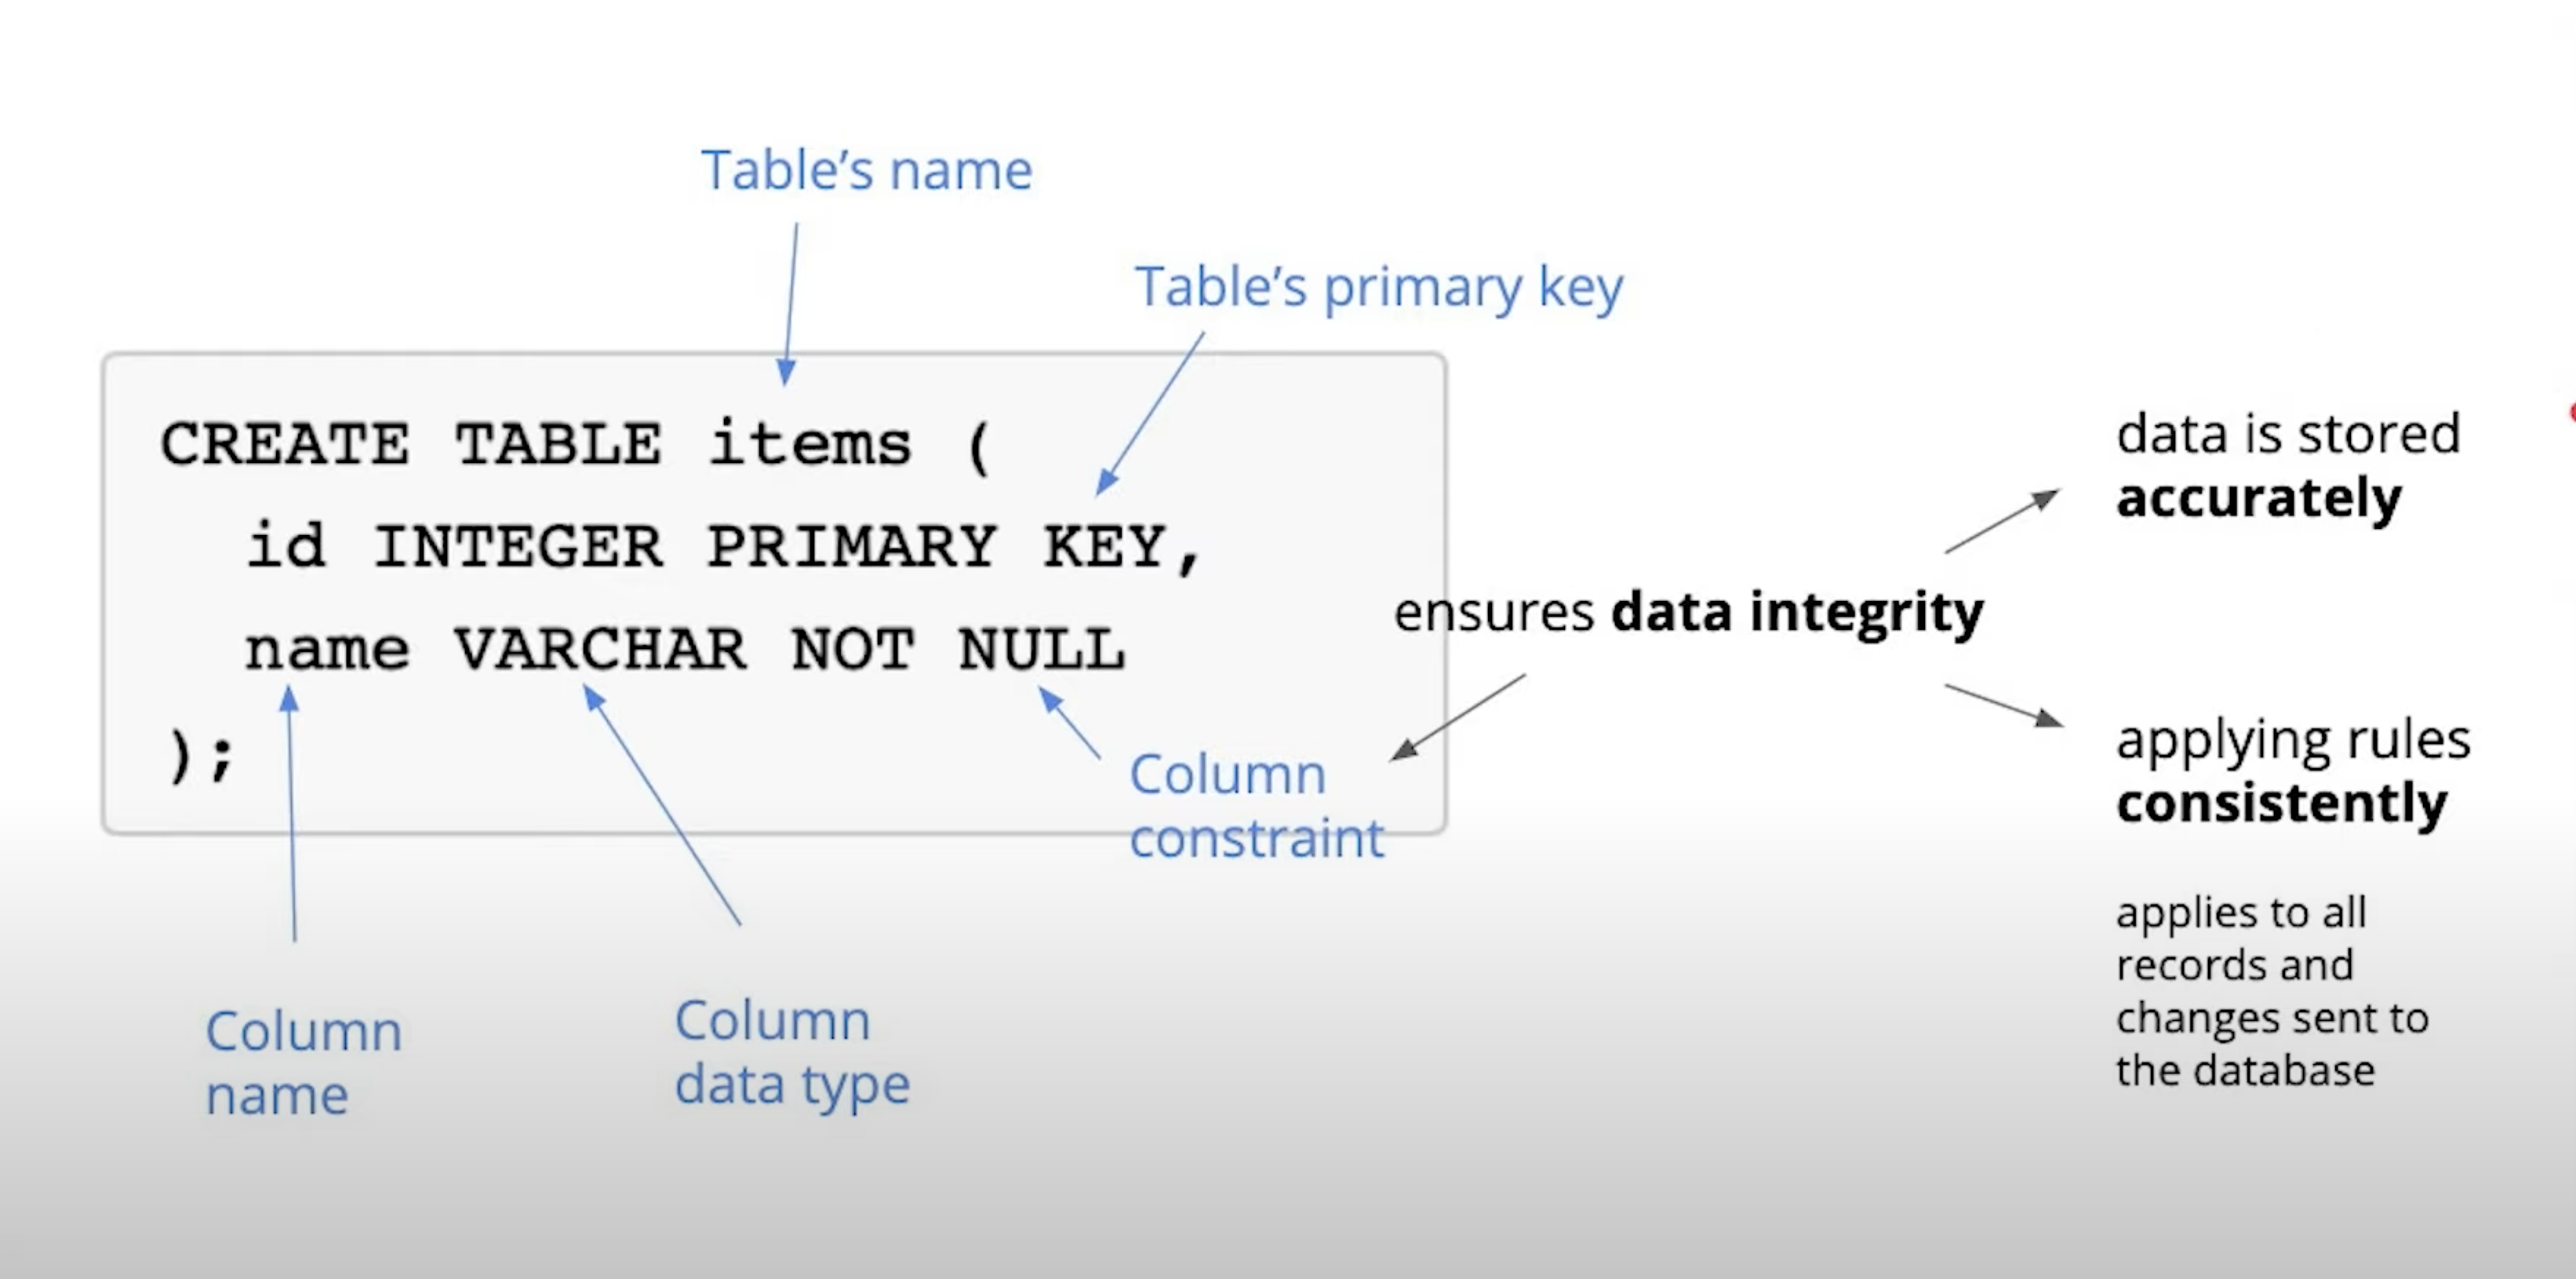 Table’s name
Table’s primary key
CREATE TABLE items (
id INTEGER PRIMARY KEY,
name VARCHAR NOT NULL
);
Column
constraint
Column
name
Column
data type
ensures data integrity
data is stored
accurately
applying rules
consistently
applies to all
records and
changes sent to
the database